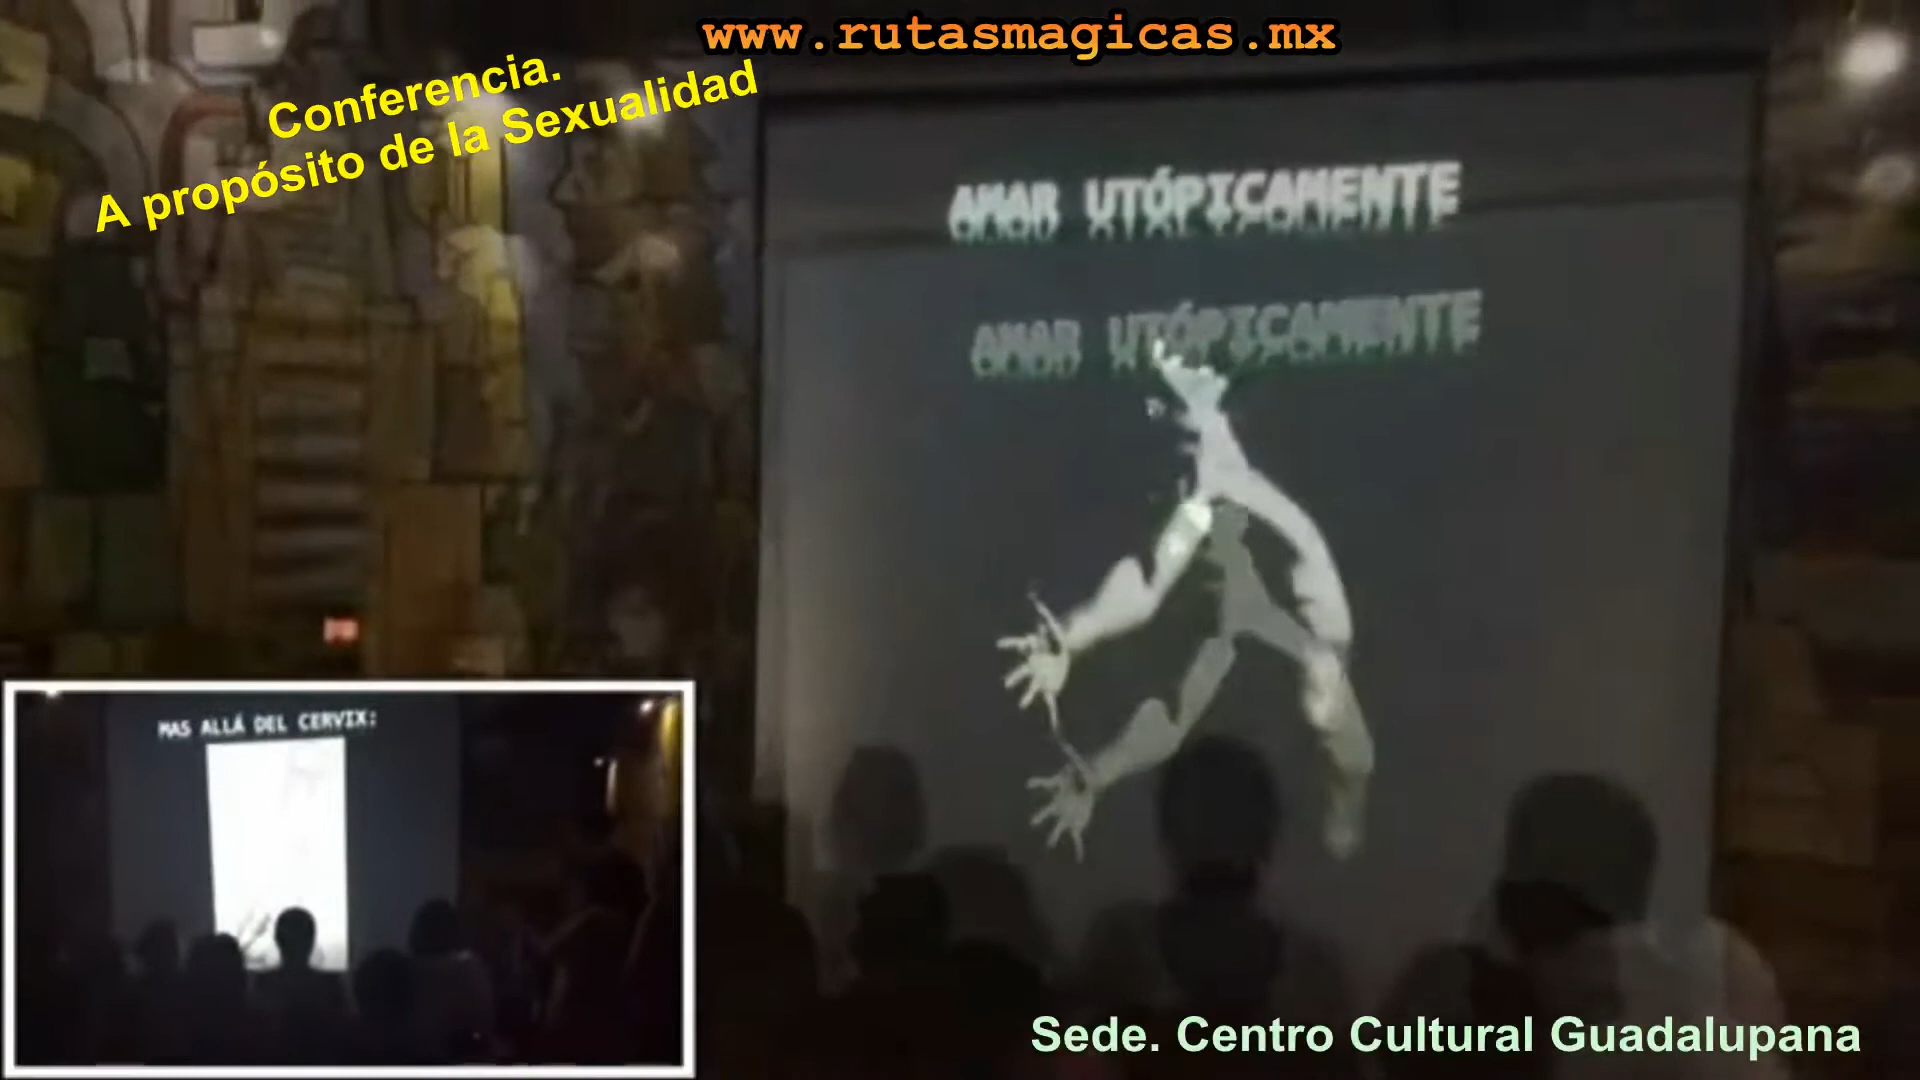 www.rutasmagicas.mx
Conferencia.
A propósito de la Sexualidad
AMAR UTÓPICAMENTE
AMAR UTÓPICAMENTE
MAS ALLÁ DEL CERVIX:
Sede. Centro Cultural Guadalupana